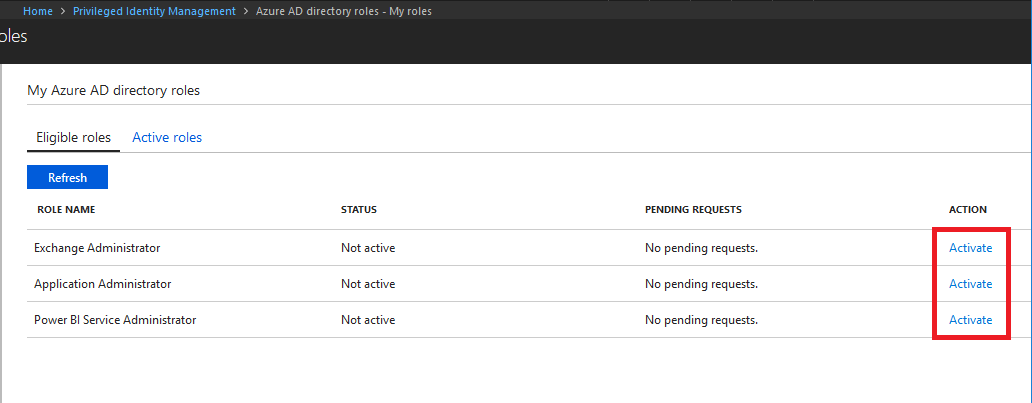 Home > Privileged Identity Management > Azure AD directory roles - My roles
oles
My Azure AD directory roles
Eligible roles Active roles
Refresh
ROLE NAME STATUS PENDING REQUESTS ACTION
Exchange Administrator Not active No pending requests. Activate
Application Administrator Not active No pending requests. Activate
Power BI Service Administrator Not active No pending requests. Activate